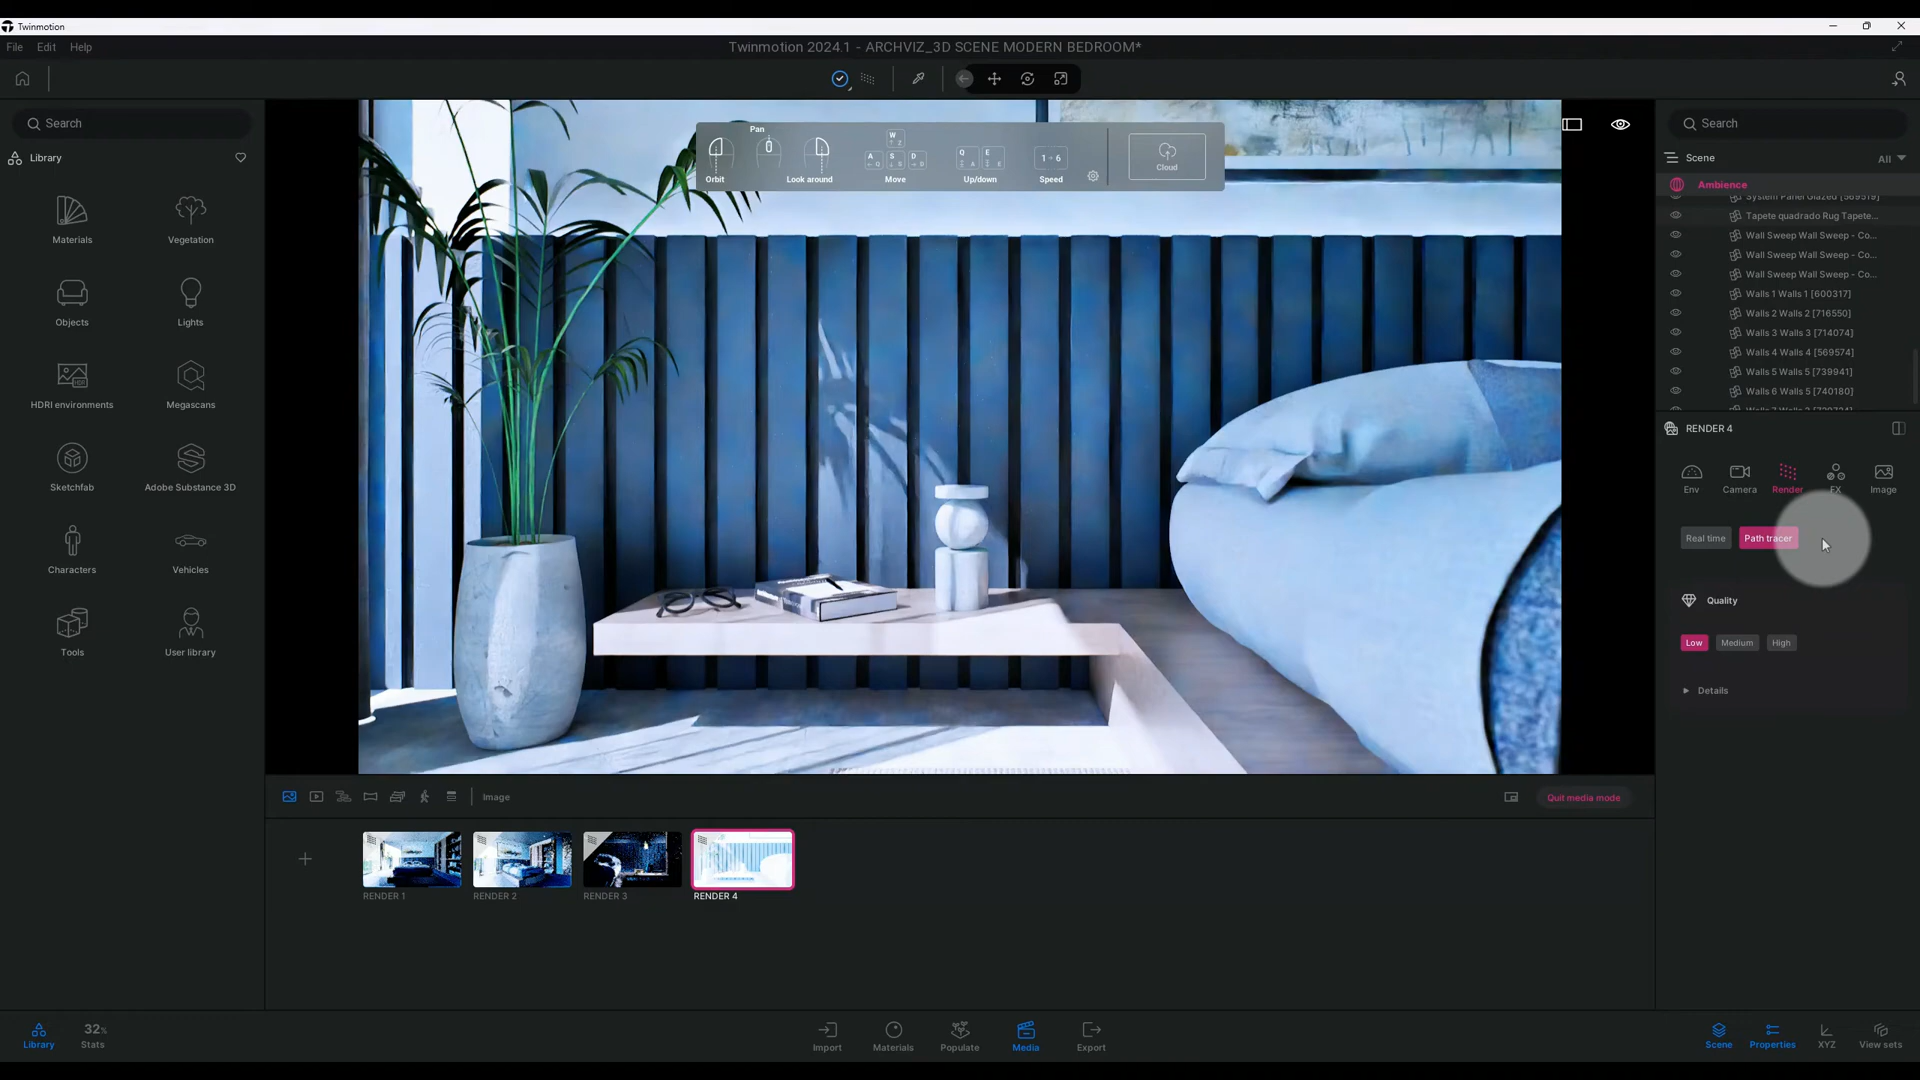 Twinmotion
File Edit Help
Twinmotion 2024.1 - ARCHVIZ_3D SCENE MODERN BEDROOM*
Search
Library
Materials
Vegetation
Objects
Lights
HDRI environments
Megascans
Sketchfab
Adobe Substance 3D
Characters
Vehicles
Tools
User library
Pan
Orbit
Look around
W
A S D
Move
Q E
Up/down
1 - 6
Speed
Cloud
Search
Scene
All
Ambience
System Panel Glazed [569519]
Tapete quadrado Rug Tapete...
Wall Sweep Wall Sweep - Co...
Wall Sweep Wall Sweep - Co...
Wall Sweep Wall Sweep - Co...
Walls 1 Walls 1 [600317]
Walls 2 Walls 2 [716550]
Walls 3 Walls 3 [714074]
Walls 4 Walls 4 [569574]
Walls 5 Walls 5 [739941]
Walls 6 Walls 5 [740180]
RENDER 4
Env
Camera
Render
FX
Image
Real time
Path tracer
Quality
Low
Medium
High
Details
Image
Quit media mode
RENDER 1
RENDER 2
RENDER 3
RENDER 4
Library
32%
Stats
Import
Materials
Populate
Media
Export
Scene
Properties
XYZ
View sets